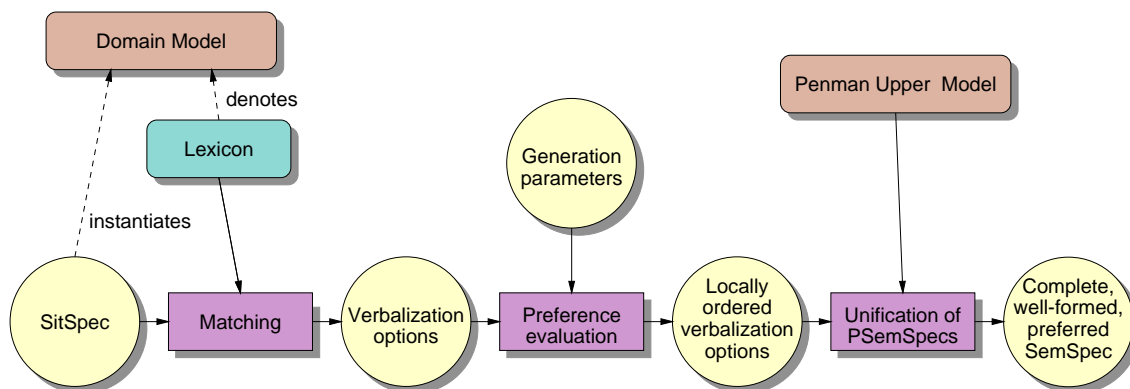 Domain Model
denotes
Penman Upper Model
Lexicon
Generation
parameters
instantiates
SitSpec
Matching
Verbalization
options
Preference
evaluation
Locally
ordered
verbalization
options
Unification of
PSemSpecs
Complete,
well-formed,
preferred
SemSpec